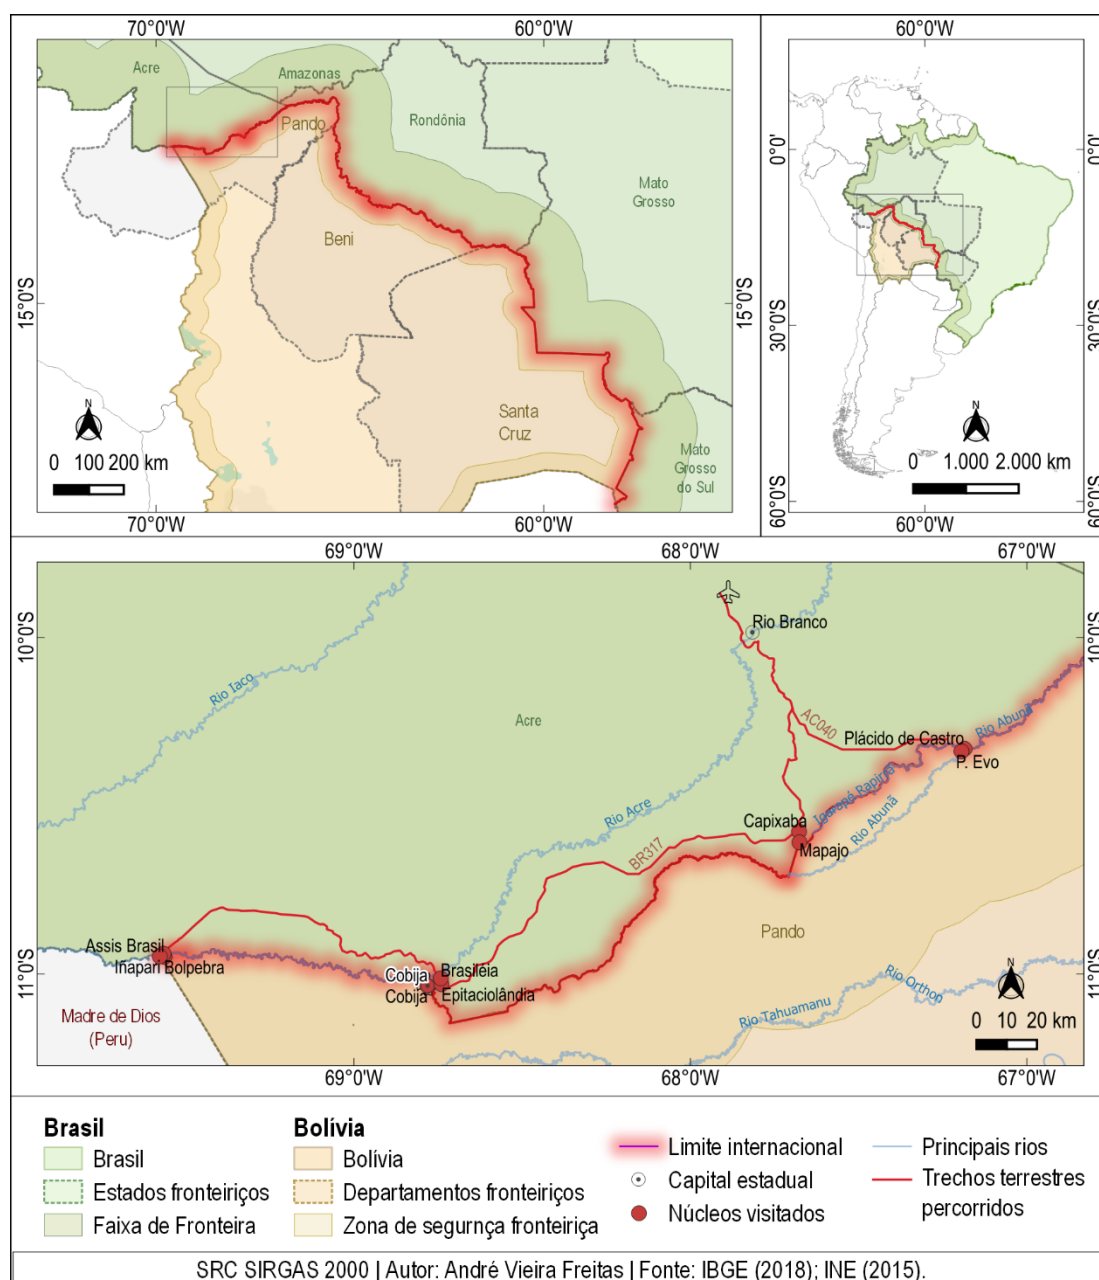 70°0'W
60°0'W
60°0'W
Acre
Amazonas
Pando
Rondônia
Mato
Grosso
Beni
15°0'S
15°0'S
Santa
Cruz
Mato
Grosso
do Sul
N
0 100 200 km
70°0'W
60°0'W
0°0'
0°0'
30°0'S
30°0'S
N
0 1.000 2.000 km
60°0'S
60°0'S
60°0'W
69°0'W
68°0'W
67°0'W
10°0'S
10°0'S
Rio Branco
Rio Iaco
Acre
AC040
Plácido de Castro
Rio Abunã
P. Evo
Igarapé Rapirrã
Rio Abunã
Rio Acre
Capixaba
Mapajo
BR317
Assis Brasil
Iñapari Bolpebra
Cobija
Brasiléia
Cobija
Epitaciolândia
Pando
11°0'S
11°0'S
Rio Orthon
Rio Tahuamanu
Madre de Dios
(Peru)
N
0 10 20 km
69°0'W
68°0'W
67°0'W
Brasil
Brasil
Estados fronteiriços
Faixa de Fronteira
Bolívia
Bolívia
Departamentos fronteiriços
Zona de segurnça fronteiriça
Limite internacional
Capital estadual
Núcleos visitados
Principais rios
Trechos terrestres
percorridos
SRC SIRGAS 2000 | Autor: André Vieira Freitas | Fonte: IBGE (2018); INE (2015).